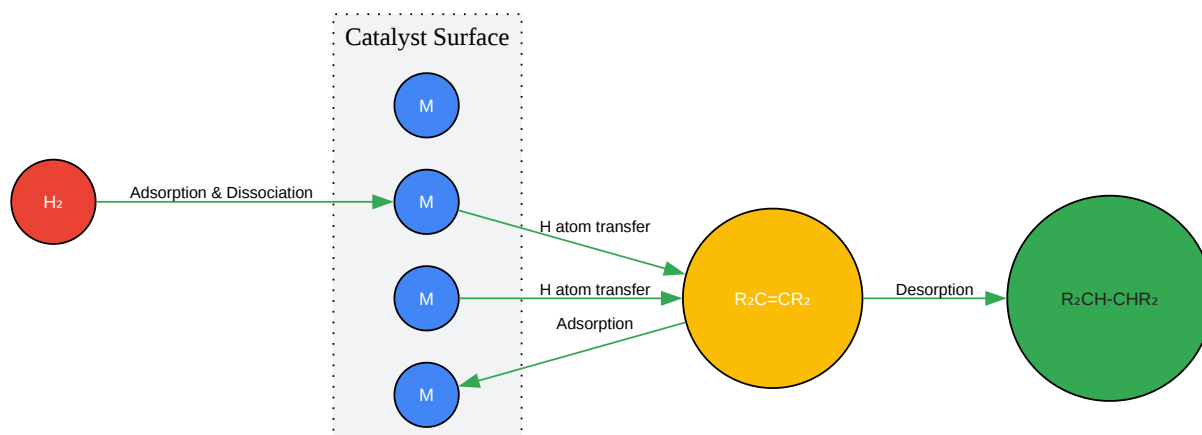 Catalyst Surface
M
H₂
Adsorption & Dissociation
M
H atom transfer
M
H atom transfer
Adsorption
R₂C=CR₂
Desorption
R₂CH-CHR₂
M